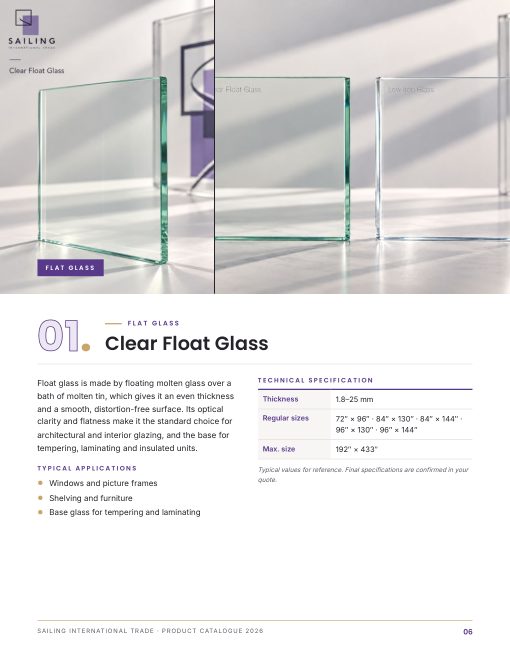 SAILING
INTERNATIONAL TRADE
Clear Float Glass
Float Glass
Low-iron Glass
FLAT GLASS
01.
FLAT GLASS
Clear Float Glass
Float glass is made by floating molten glass over a
bath of molten tin, which gives it an even thickness
and a smooth, distortion-free surface. Its optical
clarity and flatness make it the standard choice for
architectural and interior glazing, and the base for
tempering, laminating and insulated units.
TYPICAL APPLICATIONS
Windows and picture frames
Shelving and furniture
Base glass for tempering and laminating
TECHNICAL SPECIFICATION
Thickness 1.8–25 mm
Regular sizes 72" × 96" · 84" × 130" · 84" × 144" ·
96" × 130" · 96" × 144"
Max. size 192" × 433"
Typical values for reference. Final specifications are confirmed in your
quote.
SAILING INTERNATIONAL TRADE · PRODUCT CATALOGUE 2026
06